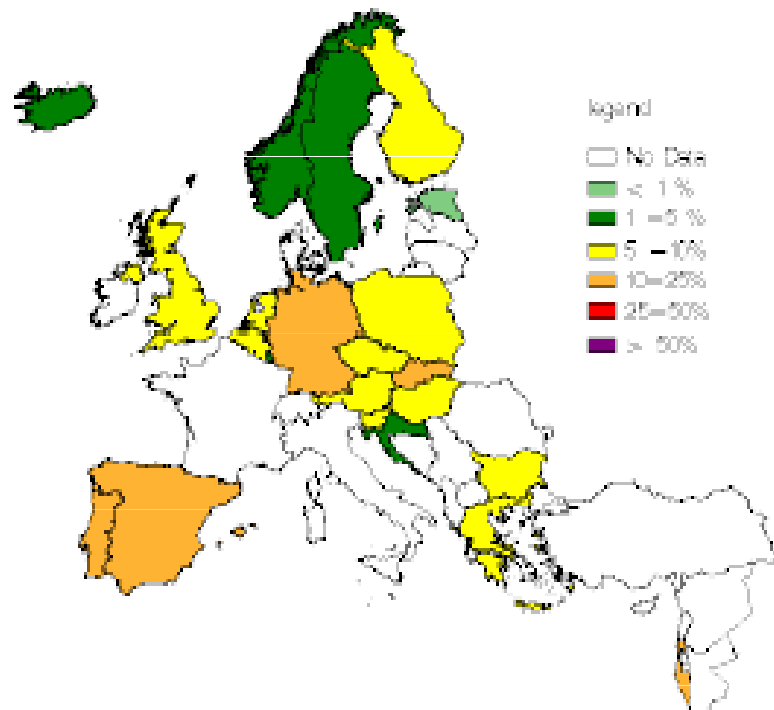 legend
No Data
< 1 %
1 –5 %
5 –10%
10–25%
25–50%
> 50%